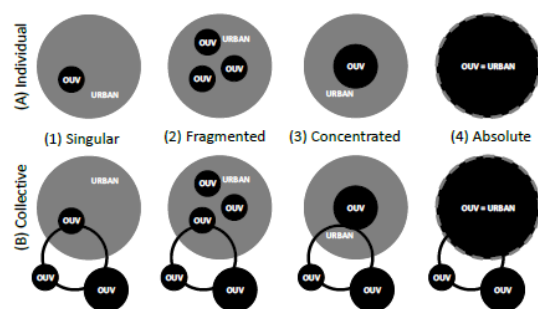 (A) Individual
OUV
URBAN
OUV
URBAN
OUV
OUV
OUV
URBAN
OUV = URBAN
(1) Singular
(2) Fragmented
(3) Concentrated
(4) Absolute
(B) Collective
URBAN
OUV
OUV
OUV
OUV
URBAN
OUV
OUV
OUV
OUV
OUV
URBAN
OUV
OUV
OUV = URBAN
OUV
OUV